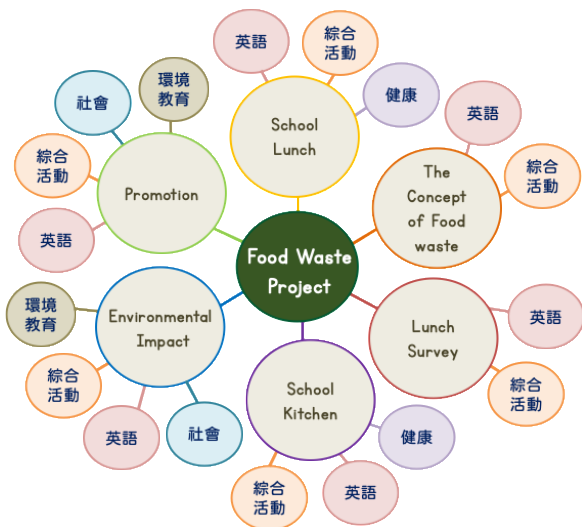 Food Waste
Project
School
Lunch
英語
綜合
活動
健康
The
Concept
of Food
waste
英語
綜合
活動
Lunch
Survey
英語
綜合
活動
School
Kitchen
健康
英語
綜合
活動
Environmental
Impact
社會
英語
綜合
活動
環境
教育
Promotion
英語
綜合
活動
社會
環境
教育